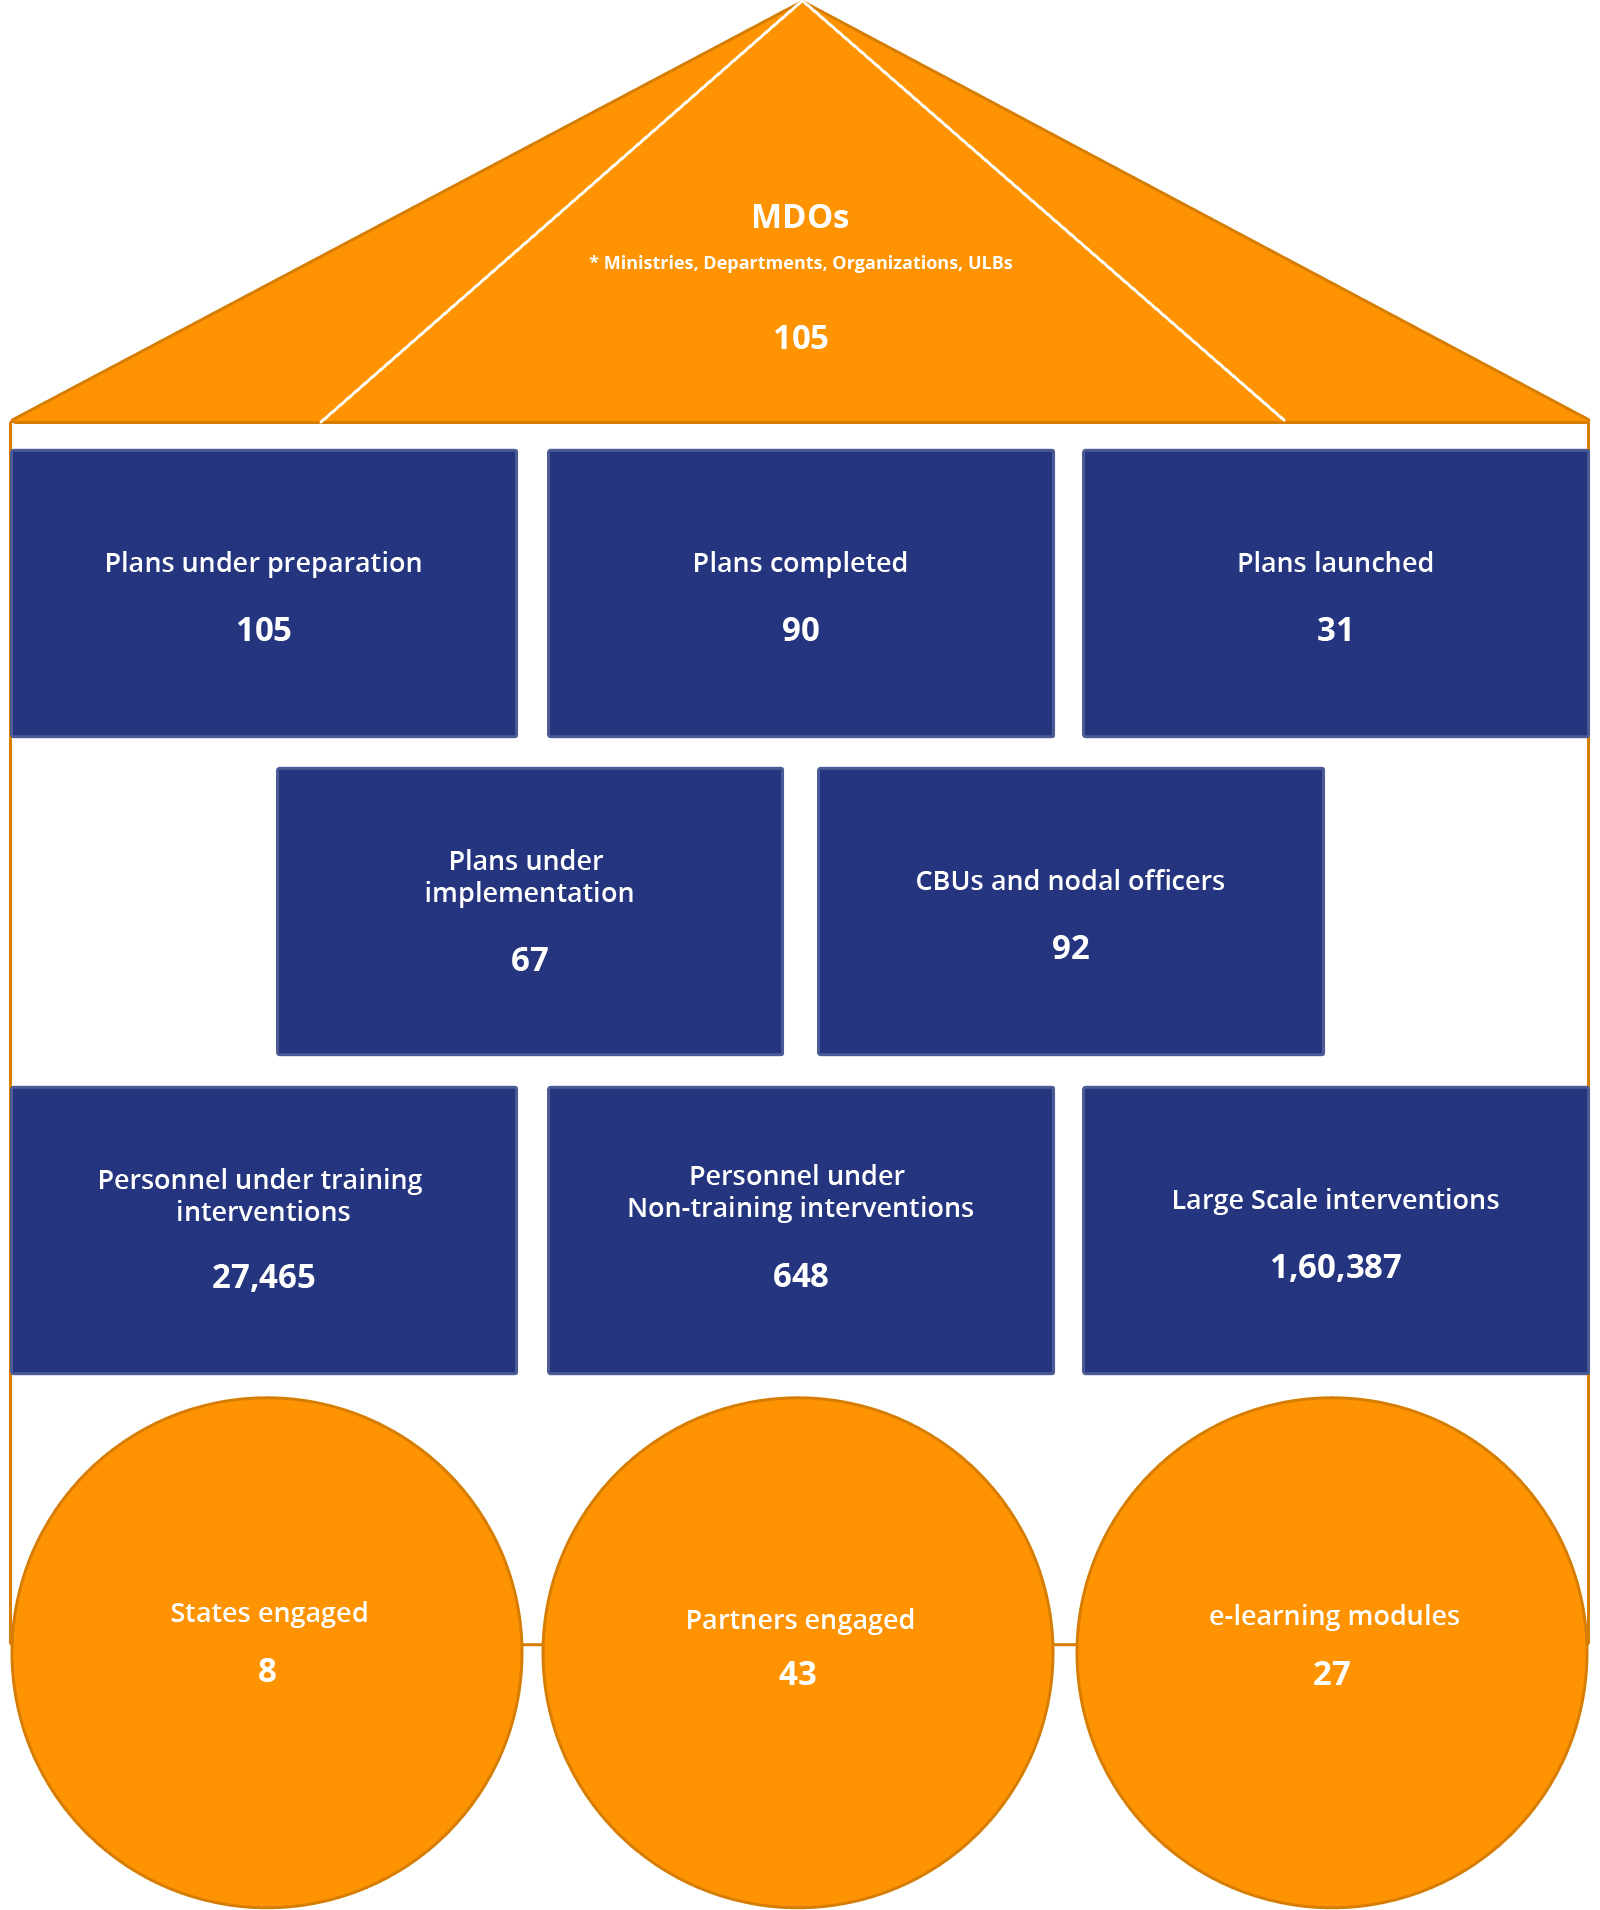 MDOs
* Ministries, Departments, Organizations, ULBs
105
Plans under preparation
105
Plans completed
90
Plans launched
31
Plans under
implementation
67
CBUs and nodal officers
92
Personnel under training
interventions
27,465
Personnel under
Non-training interventions
648
Large Scale interventions
1,60,387
States engaged
8
Partners engaged
43
e-learning modules
27